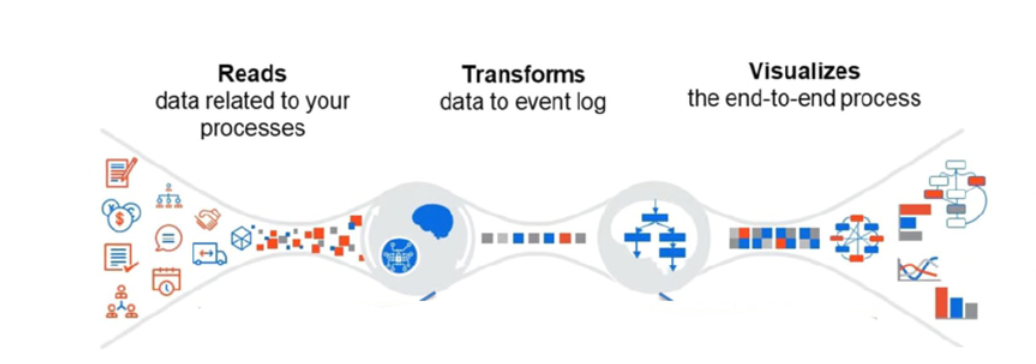 Reads
data related to your
processes
Transforms
data to event log
Visualizes
the end-to-end process
$